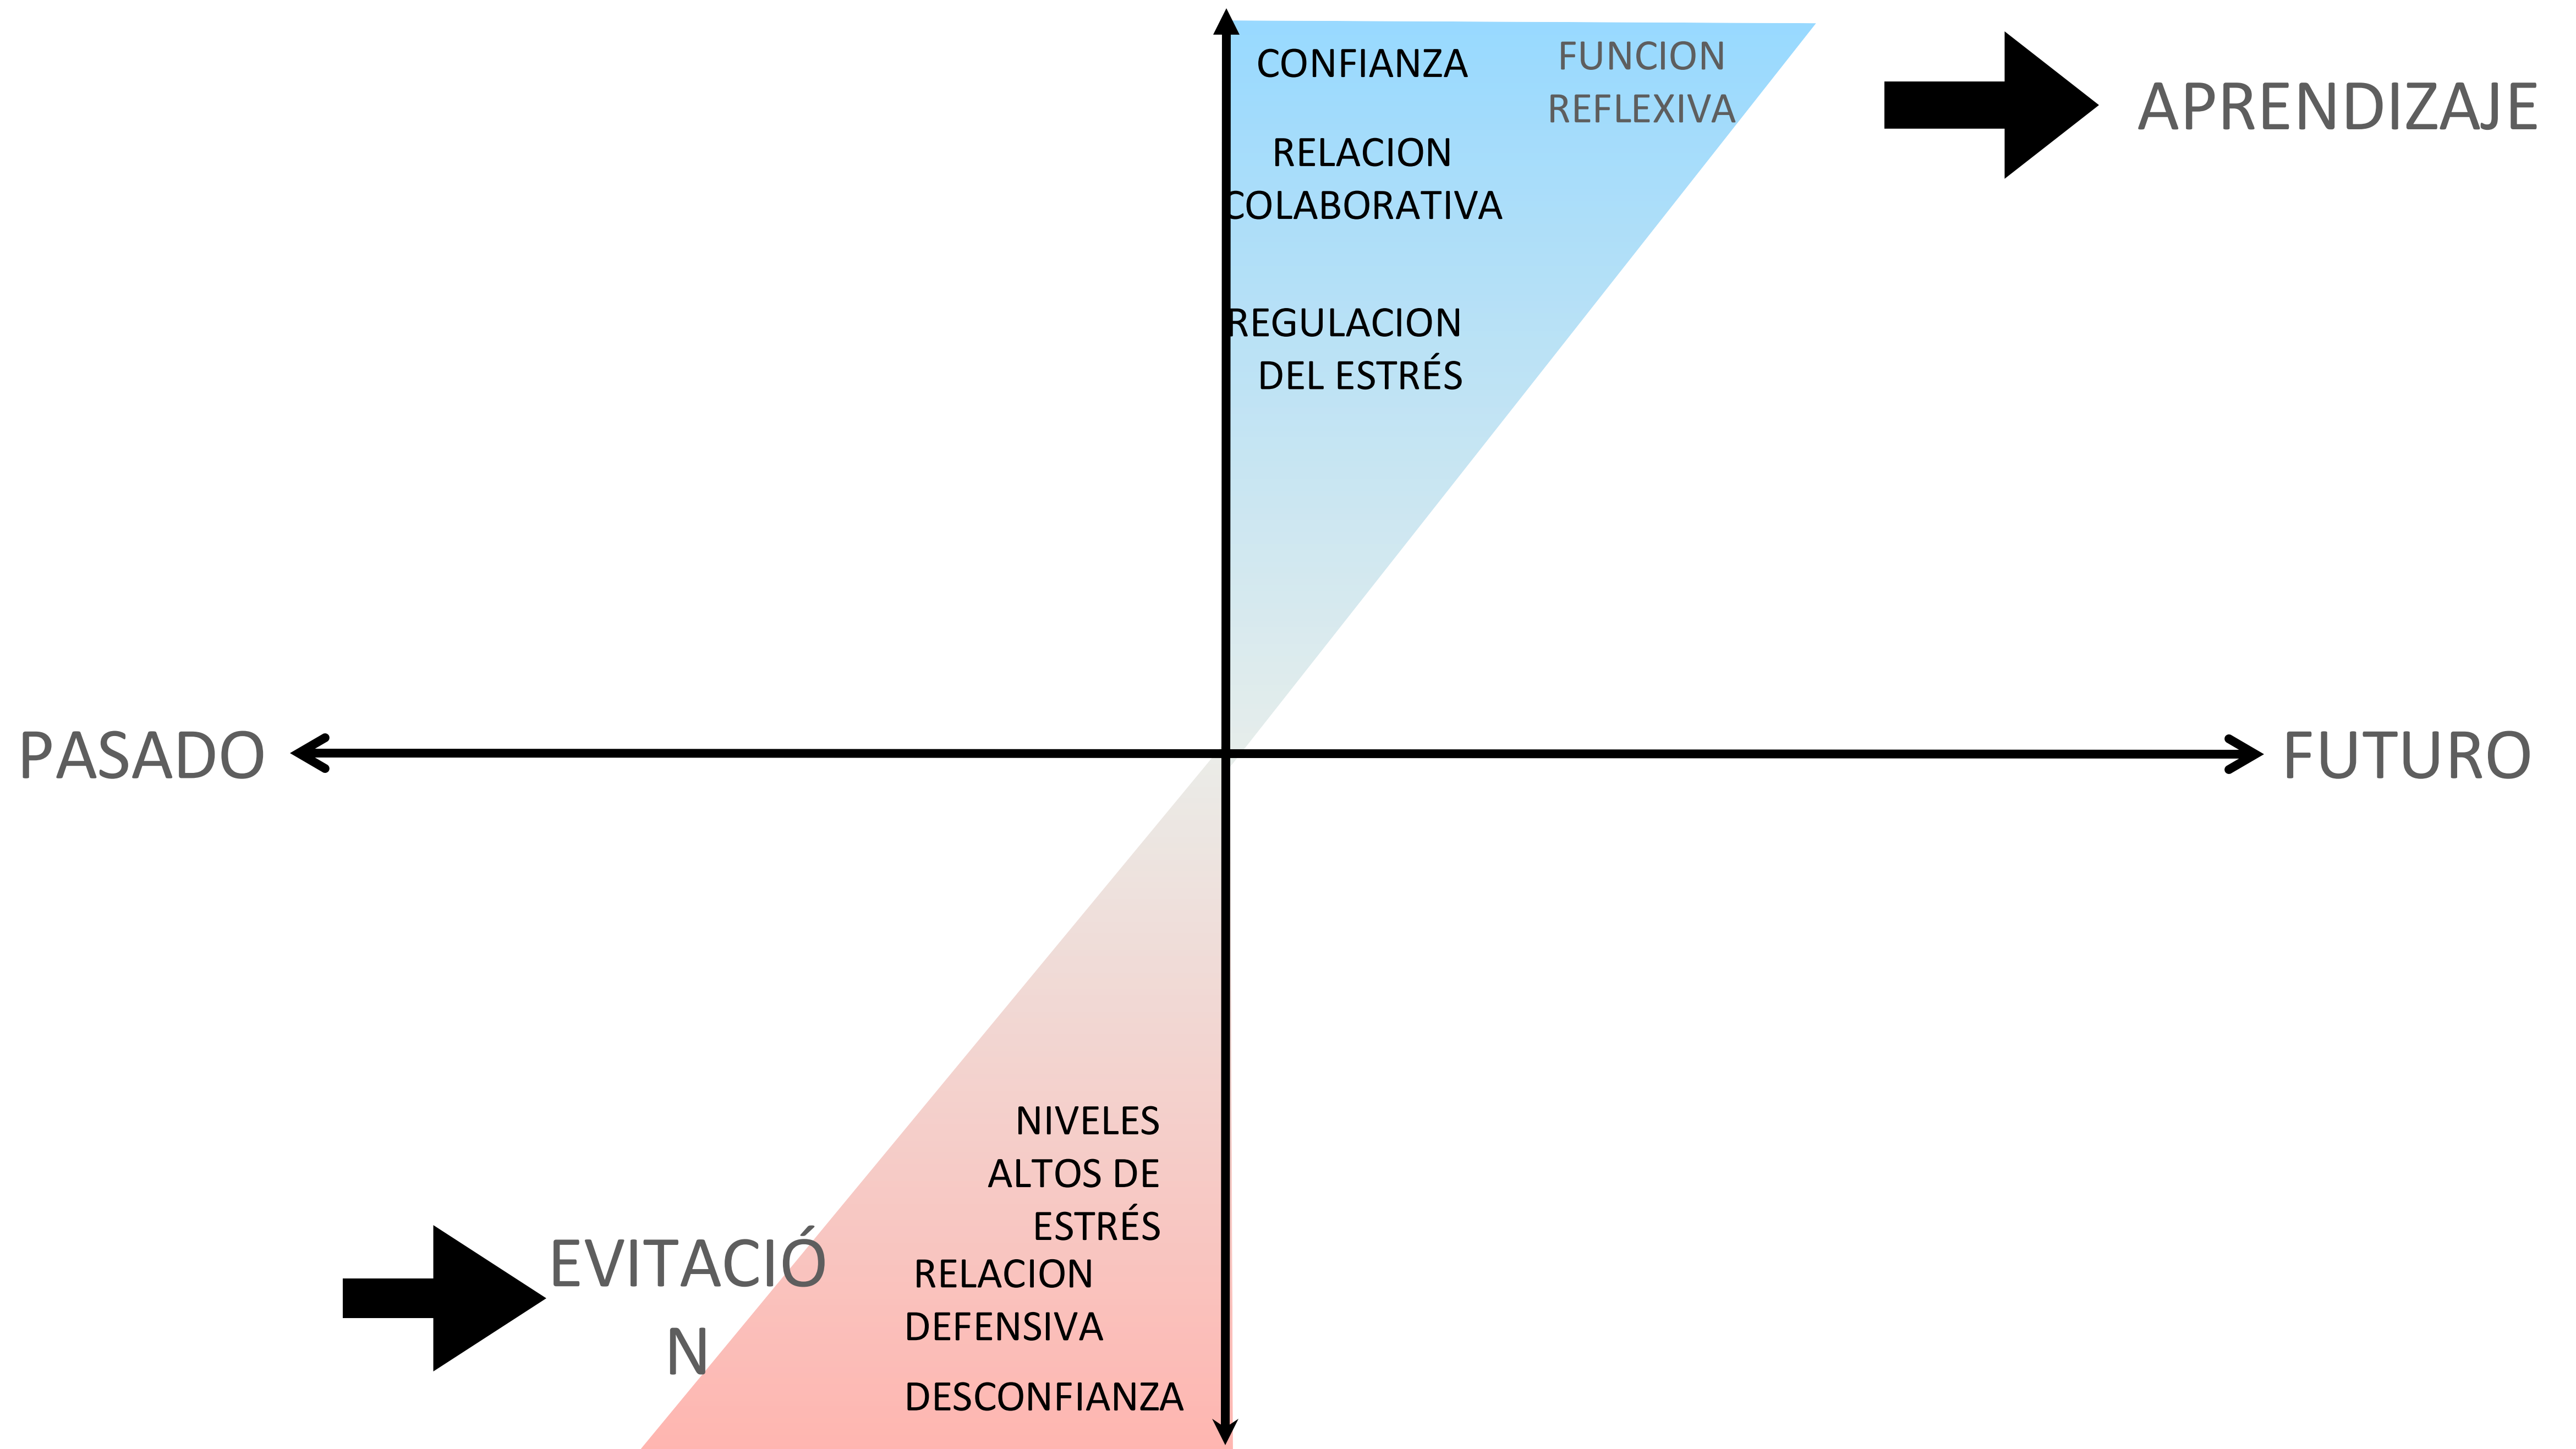 CONFIANZA
FUNCION
REFLEXIVA
APRENDIZAJE
RELACION
COLABORATIVA
REGULACION
DEL ESTRÉS
PASADO
FUTURO
NIVELES
ALTOS DE
ESTRÉS
EVITACIÓ
N
RELACION
DEFENSIVA
DESCONFIANZA